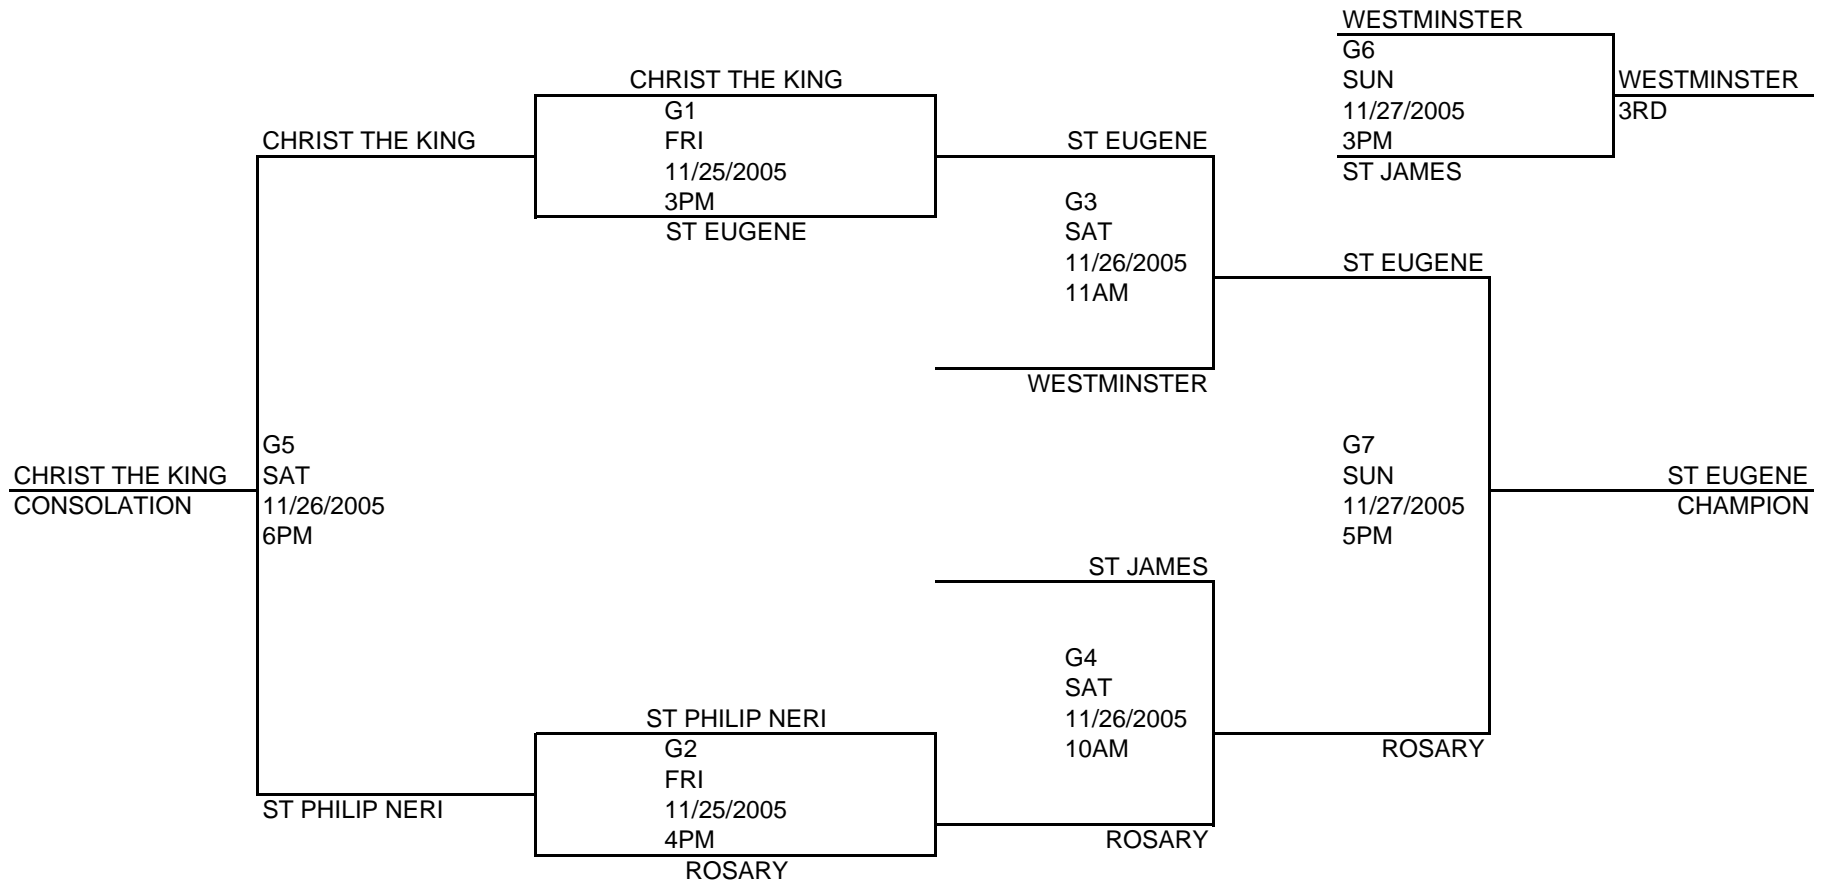 WESTMINSTER
G6
SUN
11/27/2005
3PM
ST JAMES
WESTMINSTER
3RD
CHRIST THE KING
G1
FRI
11/25/2005
3PM
ST EUGENE
CHRIST THE KING
ST EUGENE
G3
SAT
11/26/2005
11AM
WESTMINSTER
ST EUGENE
G5
SAT
11/26/2005
6PM
CHRIST THE KING
CONSOLATION
G7
SUN
11/27/2005
5PM
ST EUGENE
CHAMPION
ST JAMES
G4
SAT
11/26/2005
10AM
ROSARY
ROSARY
ST PHILIP NERI
G2
FRI
11/25/2005
4PM
ROSARY
ST PHILIP NERI